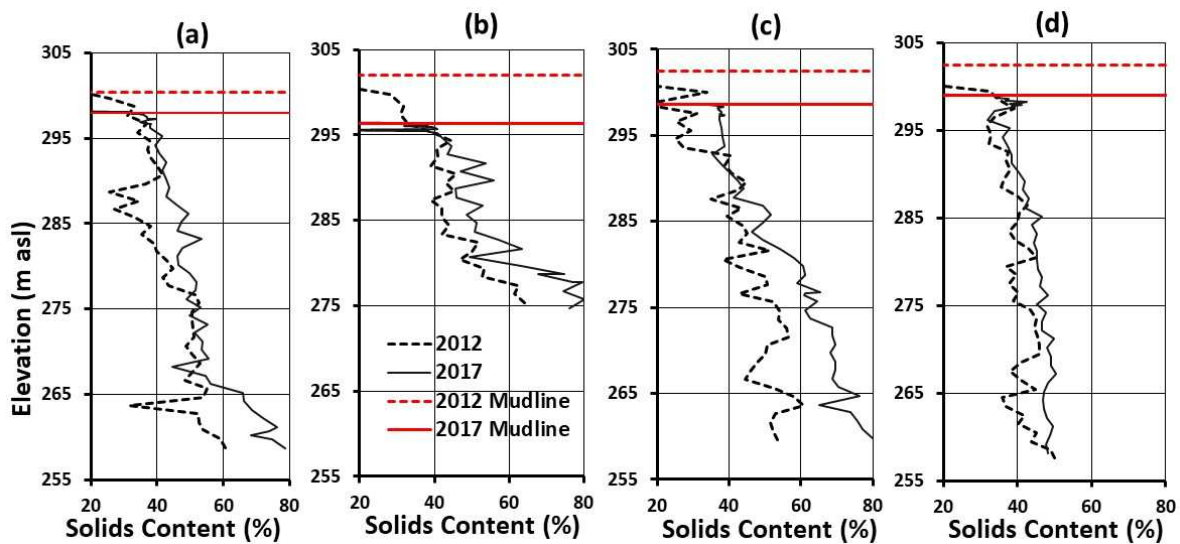 (a)
(b)
(c)
(d)
305 305 305 305
295 295 295 295
285 285 285 285
275 275 275 275
265 265 265 265
255 255 255 255
20 40 60 80 20 40 60 80 20 40 60 80 20 40 60 80
Elevation (m asl)
2012
2017
2012 Mudline
2017 Mudline
Solids Content (%) Solids Content (%) Solids Content (%) Solids Content (%)